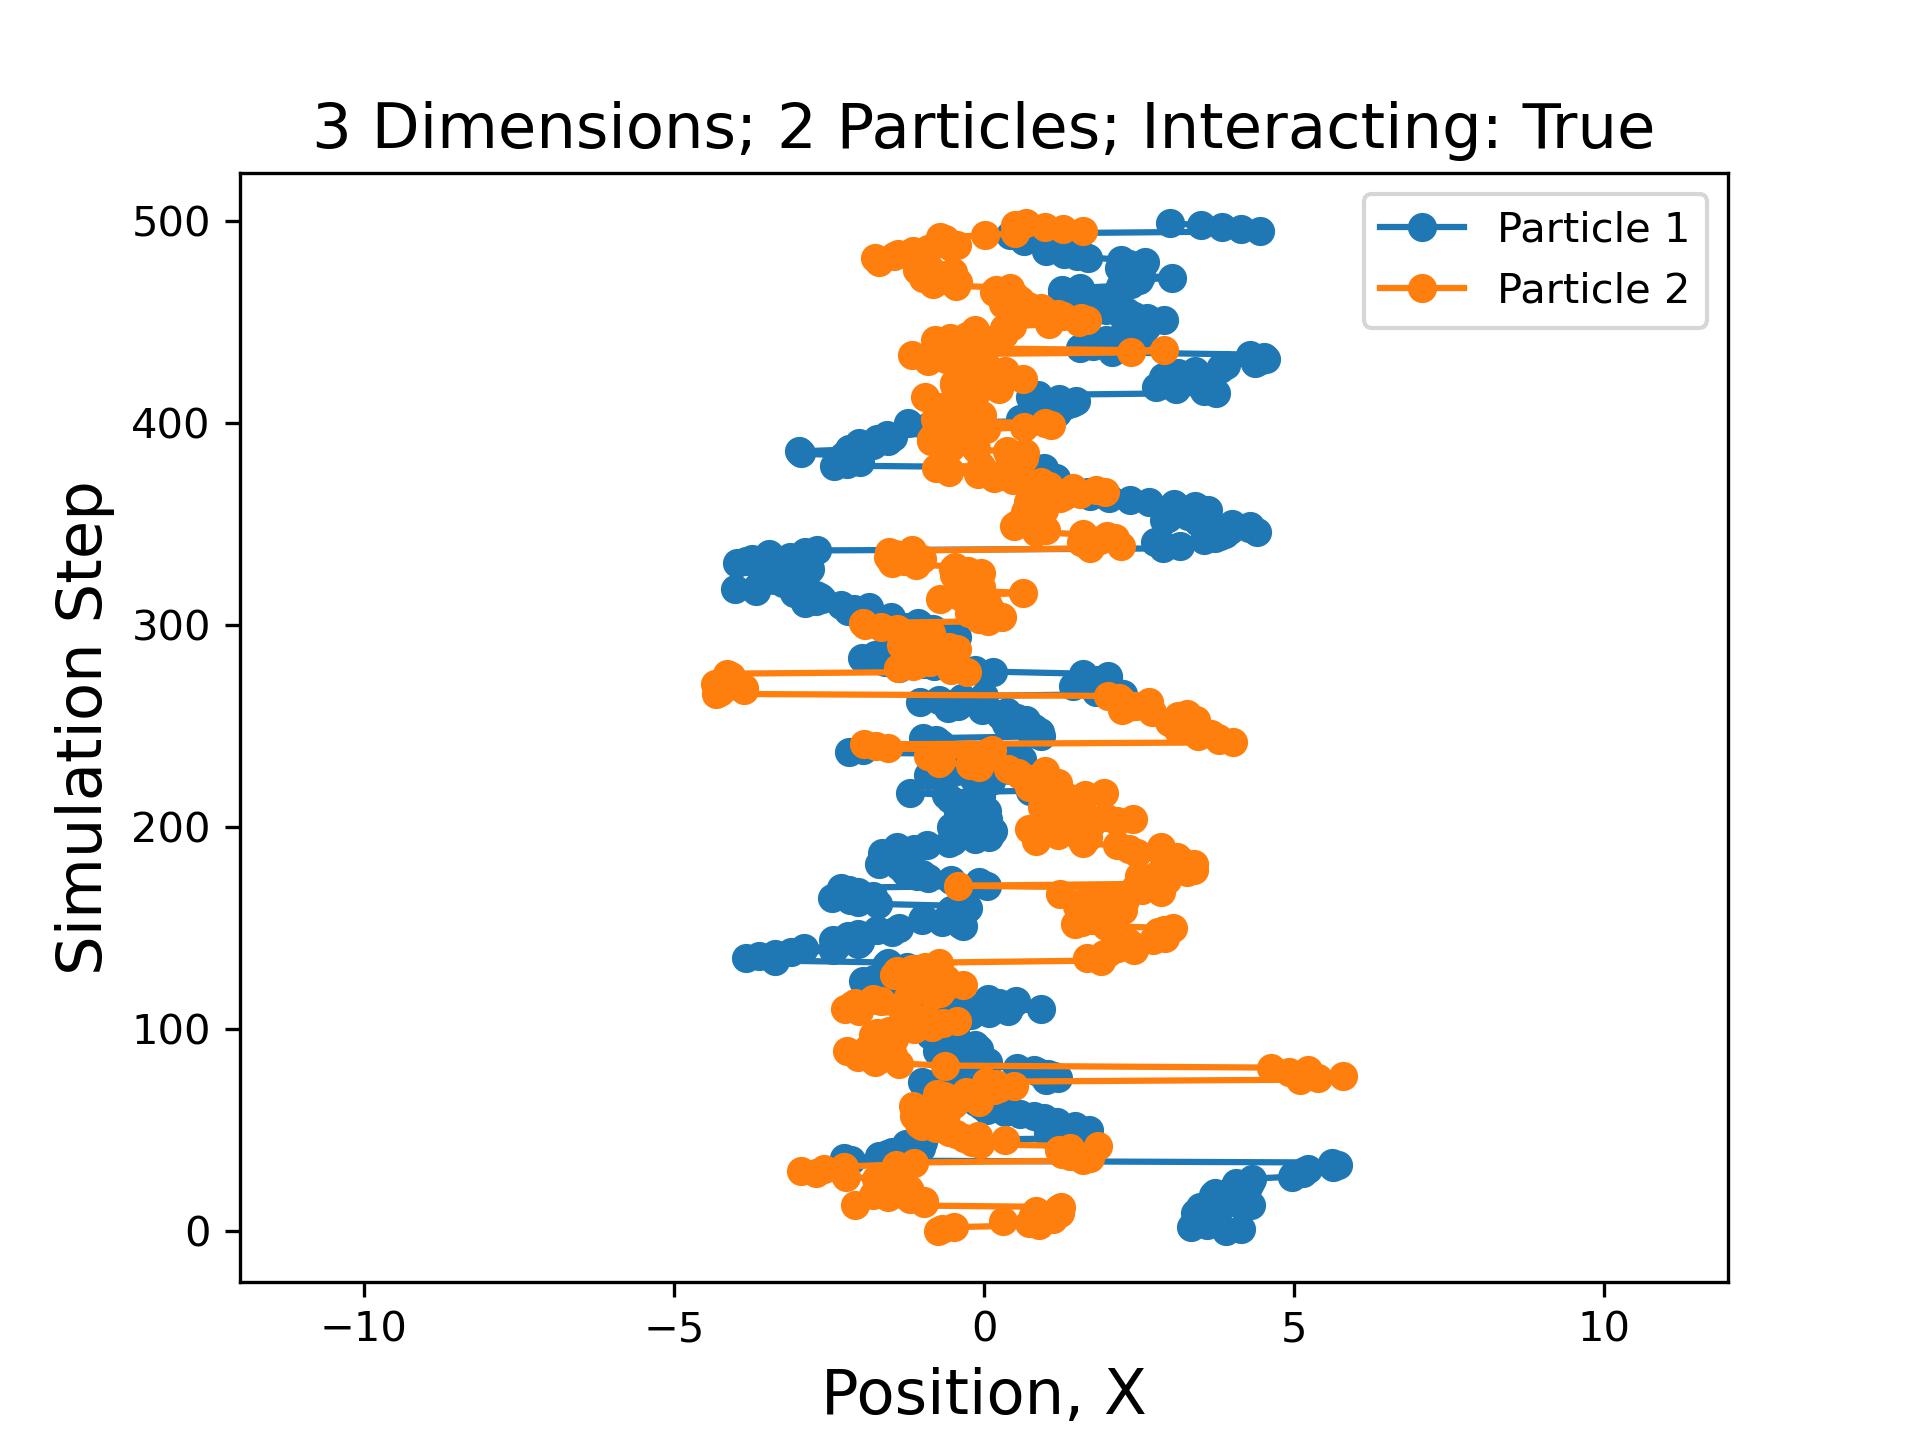 3 Dimensions; 2 Particles; Interacting: True
Particle 1
Particle 2
Simulation Step
500
400
300
200
100
0
−10
−5
0
5
10
Position, X